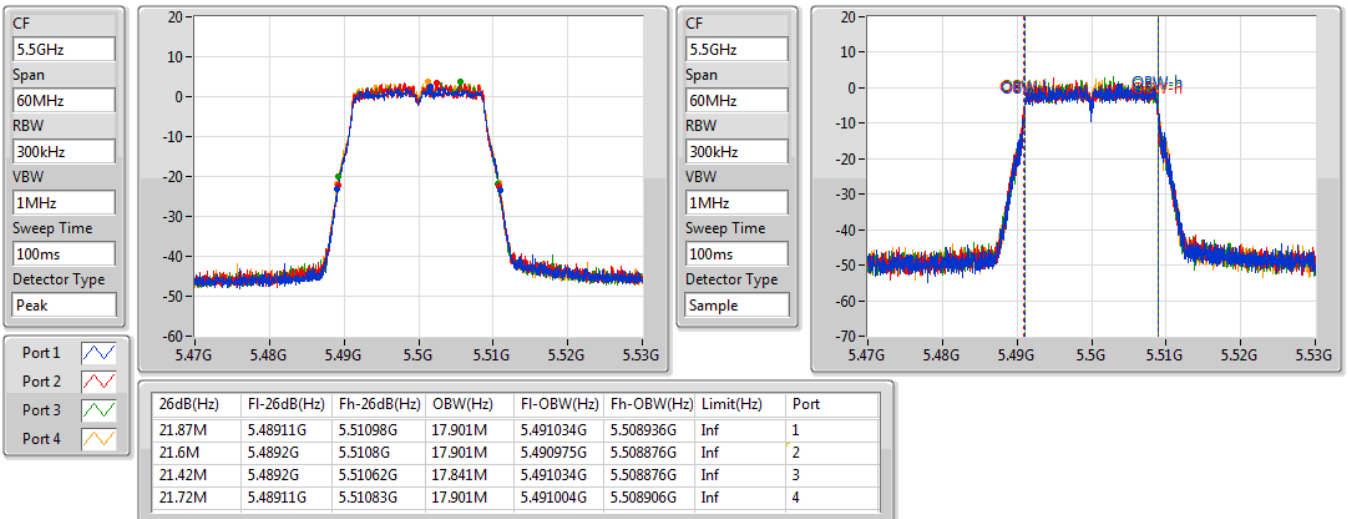 CF
5.5GHz
Span
60MHz
RBW
300kHz
VBW
1MHz
Sweep Time
100ms
Detector Type
Peak
20
10
0
-10
-20
-30
-40
-50
-60
5.47G 5.48G 5.49G 5.5G 5.51G 5.52G 5.53G
CF
5.5GHz
Span
60MHz
RBW
300kHz
VBW
1MHz
Sweep Time
100ms
Detector Type
Sample
20
10
0
-10
-20
-30
-40
-50
-60
-70
OBW-h
5.47G 5.48G 5.49G 5.5G 5.51G 5.52G 5.53G
Port 1
Port 2
Port 3
Port 4
26dB(Hz) Fl-26dB(Hz) Fh-26dB(Hz) OBW(Hz) Fl-OBW(Hz) Fh-OBW(Hz) Limit(Hz) Port
21.87M 5.48911G 5.51098G 17.901M 5.491034G 5.508936G Inf 1
21.6M 5.4892G 5.5108G 17.901M 5.490975G 5.508876G Inf 2
21.42M 5.4892G 5.51062G 17.841M 5.491034G 5.508876G Inf 3
21.72M 5.48911G 5.51083G 17.901M 5.491004G 5.508906G Inf 4